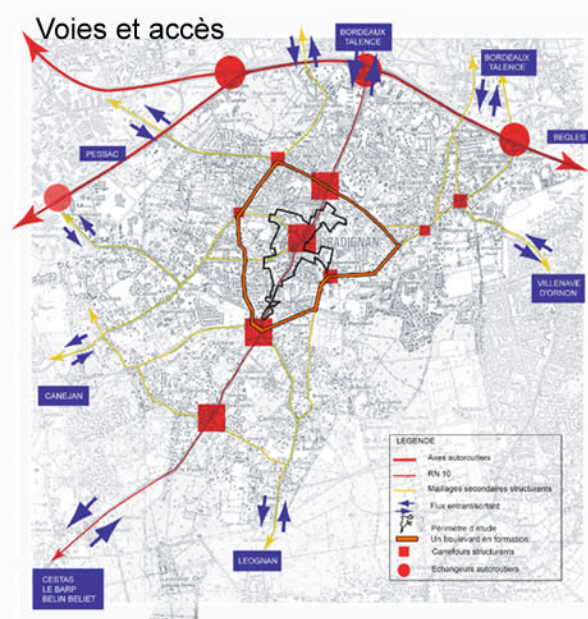 Voies et accès
BORDEAUX
TALENCE
BORDEAUX
TALENCE
BEGLES
PESSAC
GRADIGNAN
VILLENAVE
D'ORNON
CANEJAN
LEOGNAN
CESTAS
LE BARP
BELIN BELIET
LEGENDE
Axes autoroutiers
RN 10
Maillages secondaires structurants
Flux entrant/sortant
Périmètre d'étude
Un boulevard en formation
Carrefours structurants
Echangeurs autoroutiers